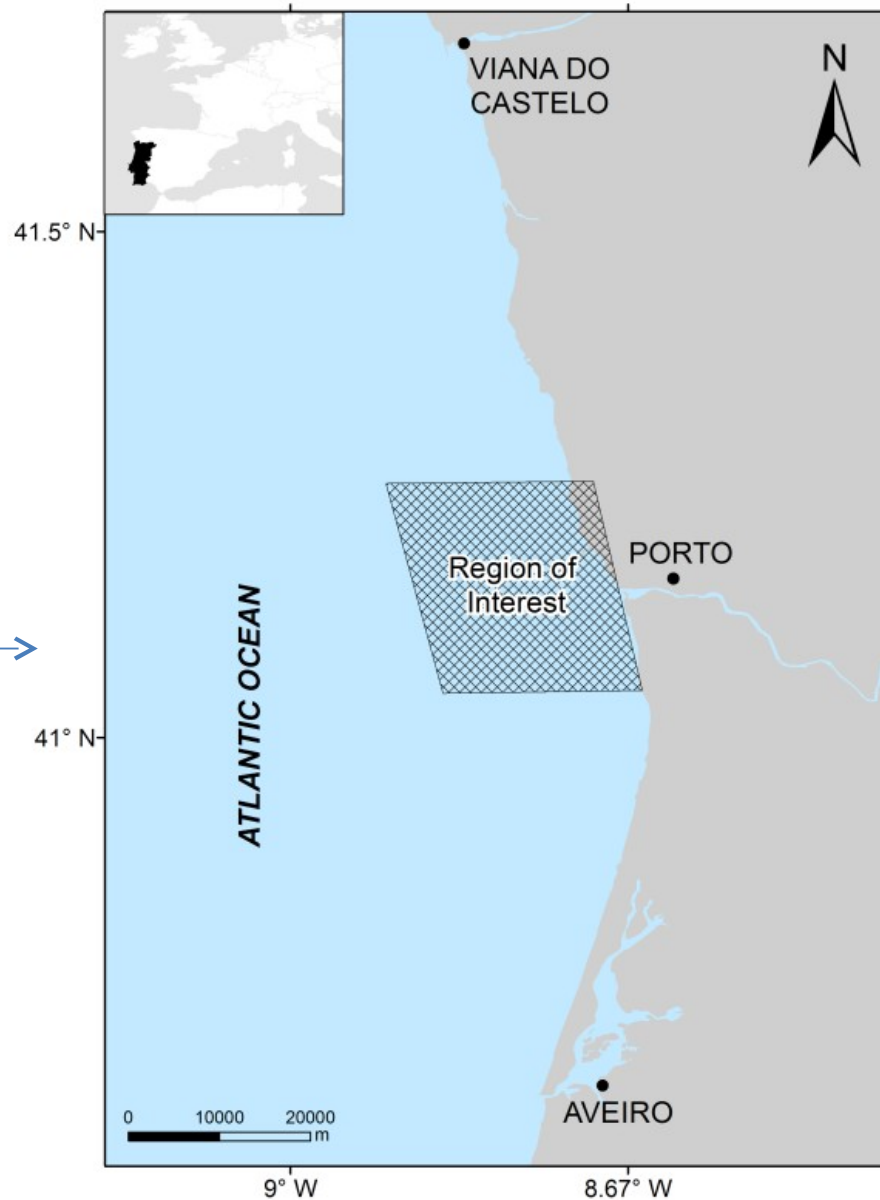 VIANA DO
CASTELO
N
41.5° N
PORTO
Region of
Interest
ATLANTIC OCEAN
41° N
0 10000 20000
m
AVEIRO
9° W
8.67° W